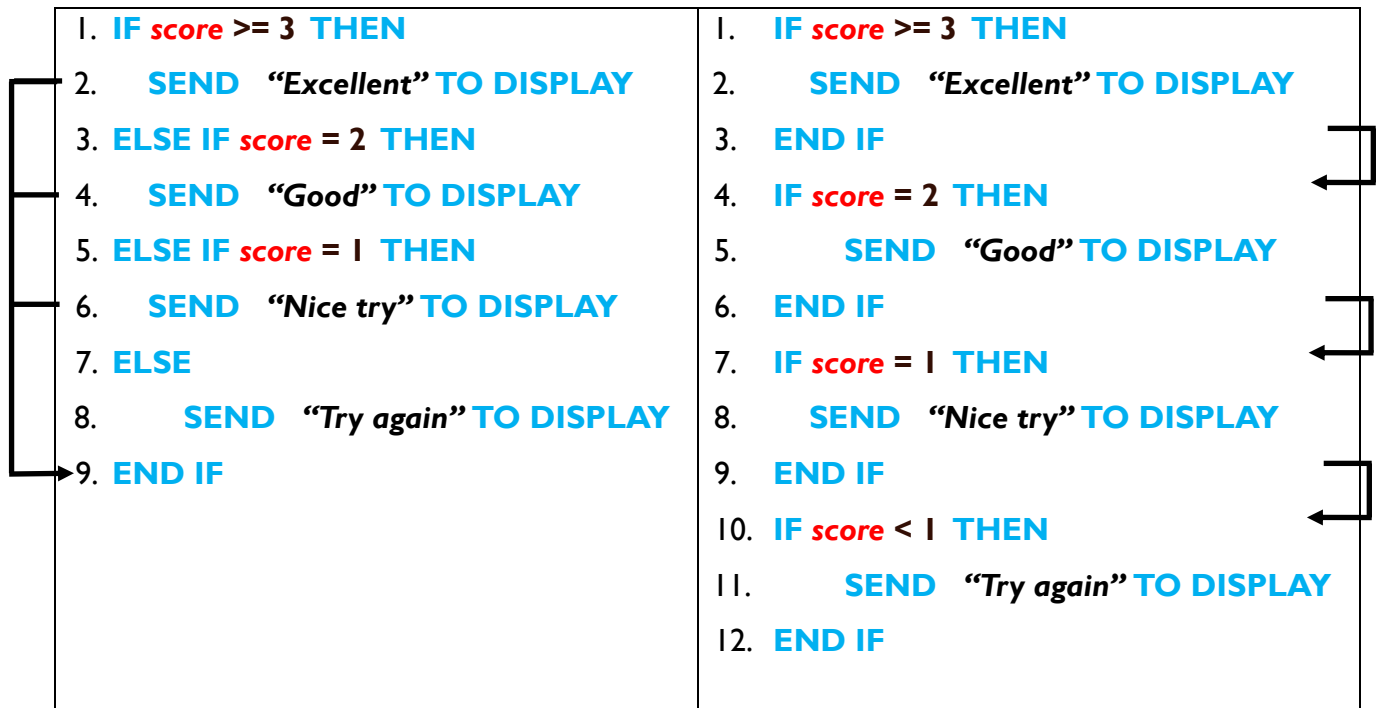 1. IF score >= 3 THEN
2. SEND “Excellent” TO DISPLAY
3. ELSE IF score = 2 THEN
4. SEND “Good” TO DISPLAY
5. ELSE IF score = 1 THEN
6. SEND “Nice try” TO DISPLAY
7. ELSE
8. SEND “Try again” TO DISPLAY
9. END IF
1. IF score >= 3 THEN
2. SEND “Excellent” TO DISPLAY
3. END IF
4. IF score = 2 THEN
5. SEND “Good” TO DISPLAY
6. END IF
7. IF score = 1 THEN
8. SEND “Nice try” TO DISPLAY
9. END IF
10. IF score < 1 THEN
11. SEND “Try again” TO DISPLAY
12. END IF